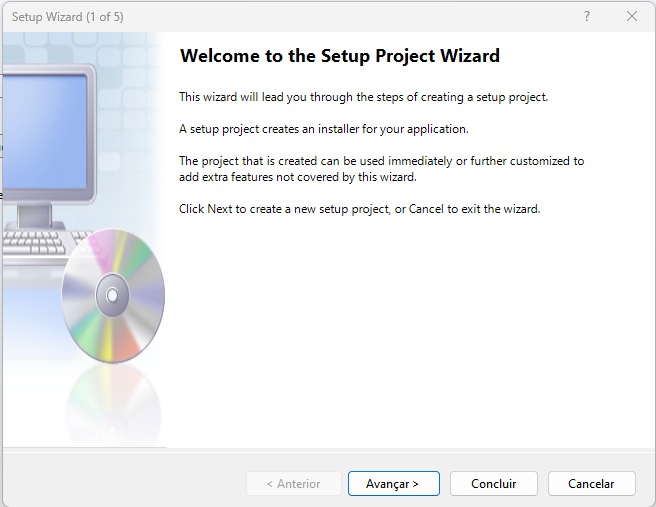 Setup Wizard (1 of 5)
?
Welcome to the Setup Project Wizard
This wizard will lead you through the steps of creating a setup project.
A setup project creates an installer for your application.
The project that is created can be used immediately or further customized to
add extra features not covered by this wizard.
Click Next to create a new setup project, or Cancel to exit the wizard.
< Anterior
Avançar >
Concluir
Cancelar